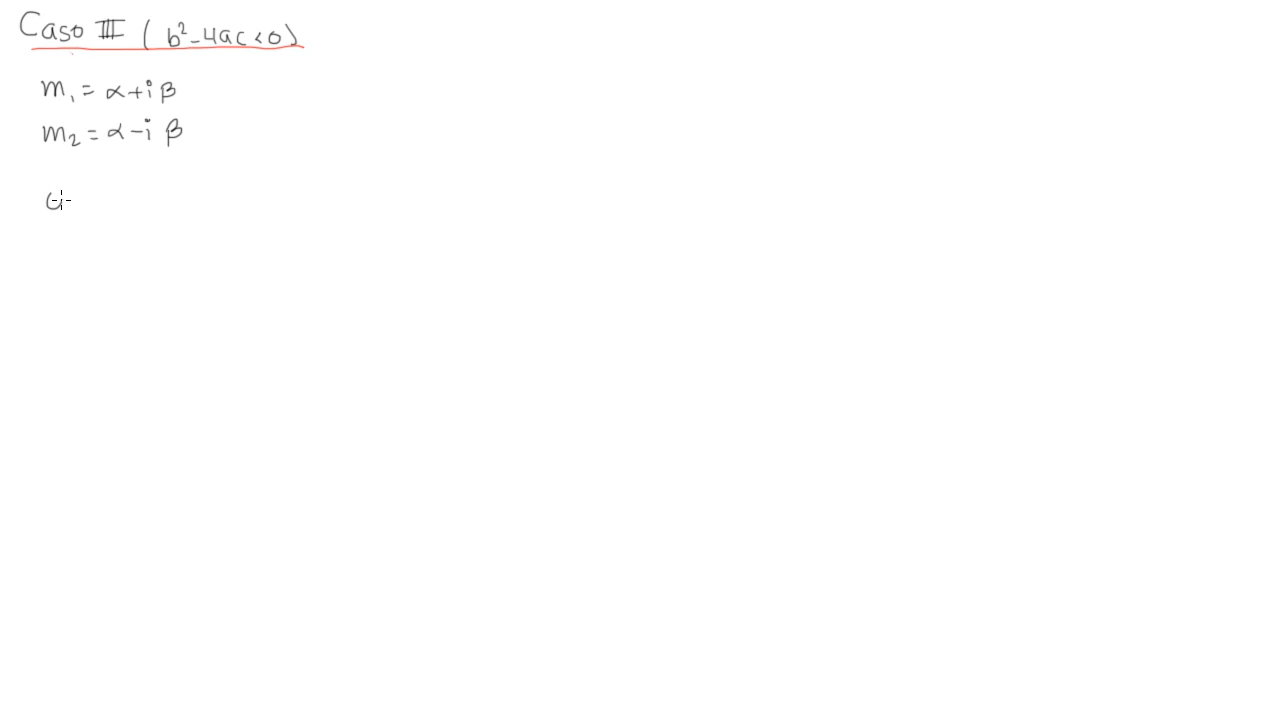 Caso III (b²-4ac<0)
m₁ = α+iβ
m₂ = α-iβ